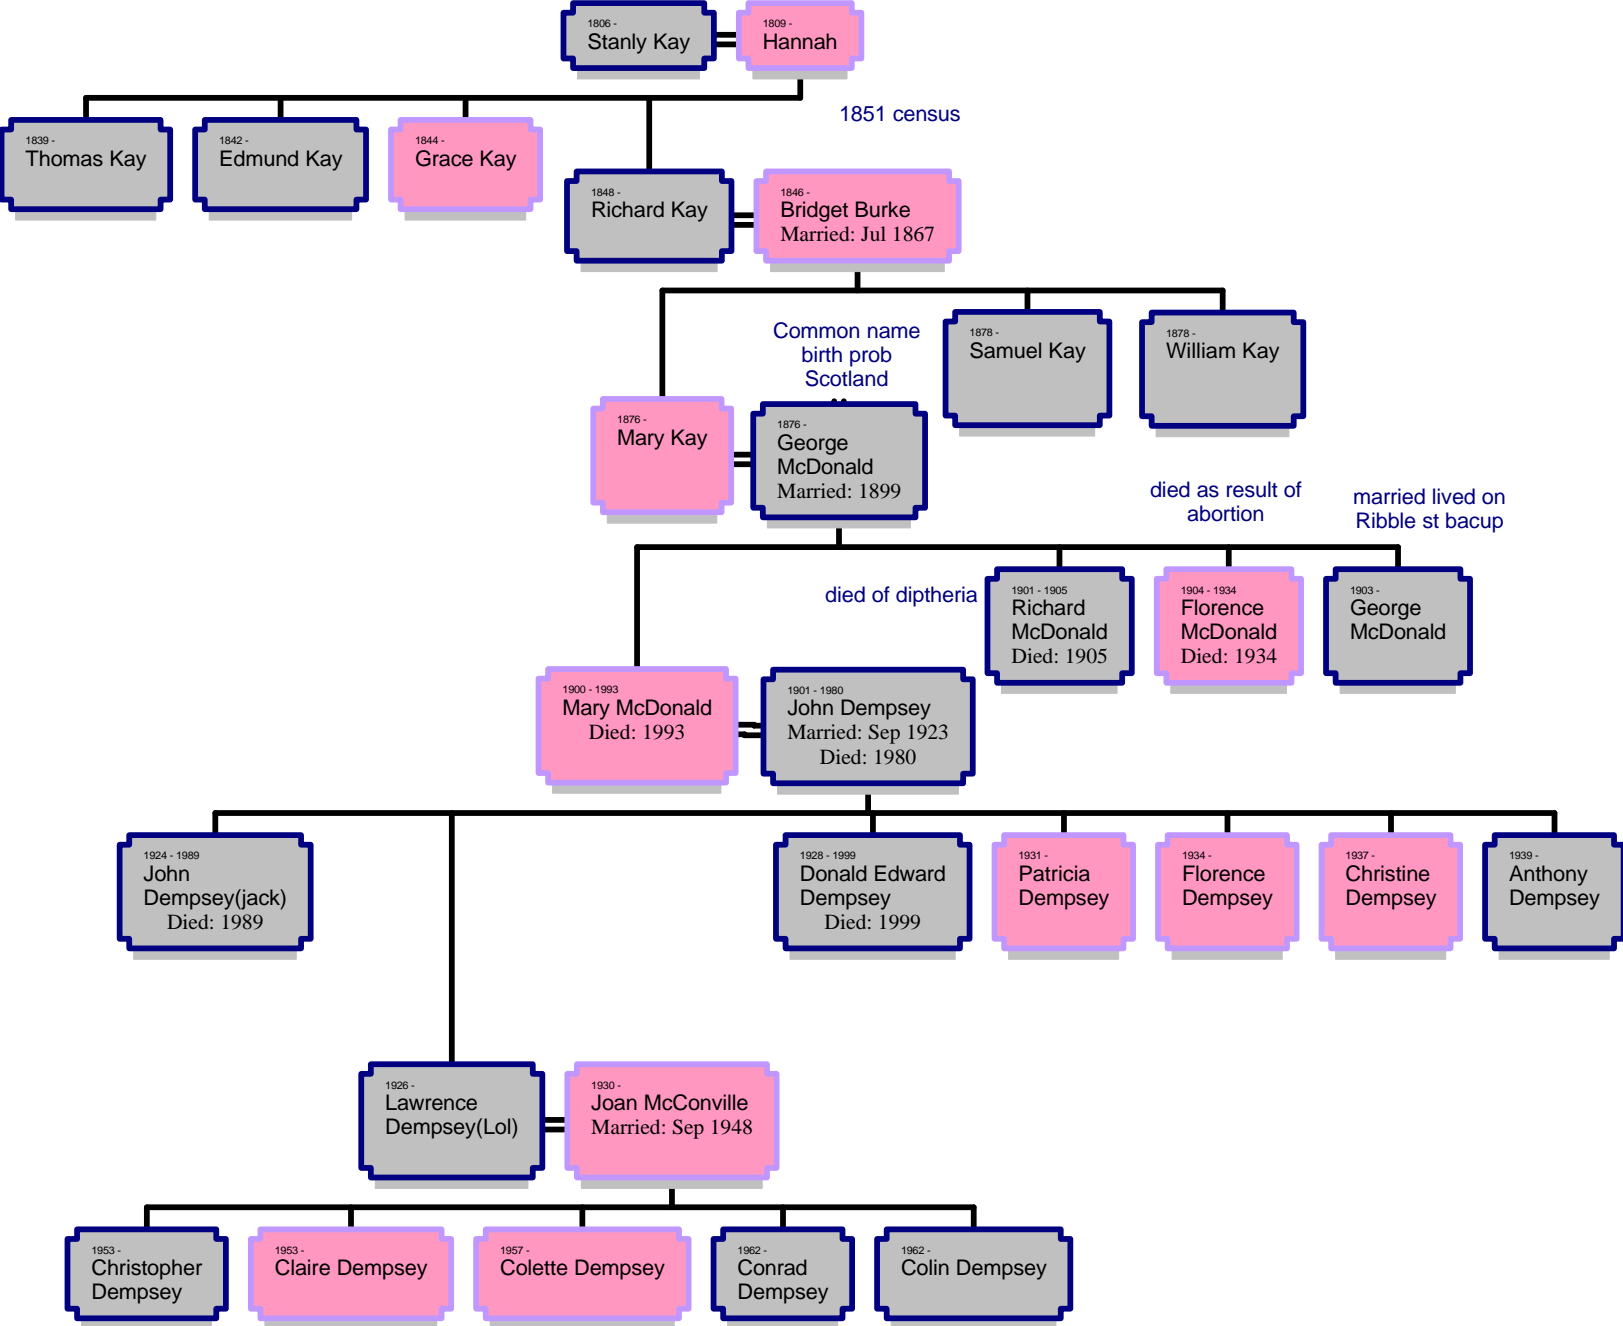 1806 -
Stanly Kay
1809 -
Hannah
1851 census
1839 -
Thomas Kay
1842 -
Edmund Kay
1844 -
Grace Kay
1848 -
Richard Kay
1846 -
Bridget Burke
Married: Jul 1867
Common name
birth prob
Scotland
1878 -
Samuel Kay
1878 -
William Kay
1876 -
Mary Kay
1876 -
George
McDonald
Married: 1899
died as result of
abortion
married lived on
Ribble st bacup
died of diptheria
1901 - 1905
Richard
McDonald
Died: 1905
1904 - 1934
Florence
McDonald
Died: 1934
1903 -
George
McDonald
1900 - 1993
Mary McDonald
Died: 1993
1901 - 1980
John Dempsey
Married: Sep 1923
Died: 1980
1924 - 1989
John
Dempsey(jack)
Died: 1989
1928 - 1999
Donald Edward
Dempsey
Died: 1999
1931 -
Patricia
Dempsey
1934 -
Florence
Dempsey
1937 -
Christine
Dempsey
1939 -
Anthony
Dempsey
1926 -
Lawrence
Dempsey(Lol)
1930 -
Joan McConville
Married: Sep 1948
1953 -
Christopher
Dempsey
1953 -
Claire Dempsey
1957 -
Colette Dempsey
1962 -
Conrad
Dempsey
1962 -
Colin Dempsey